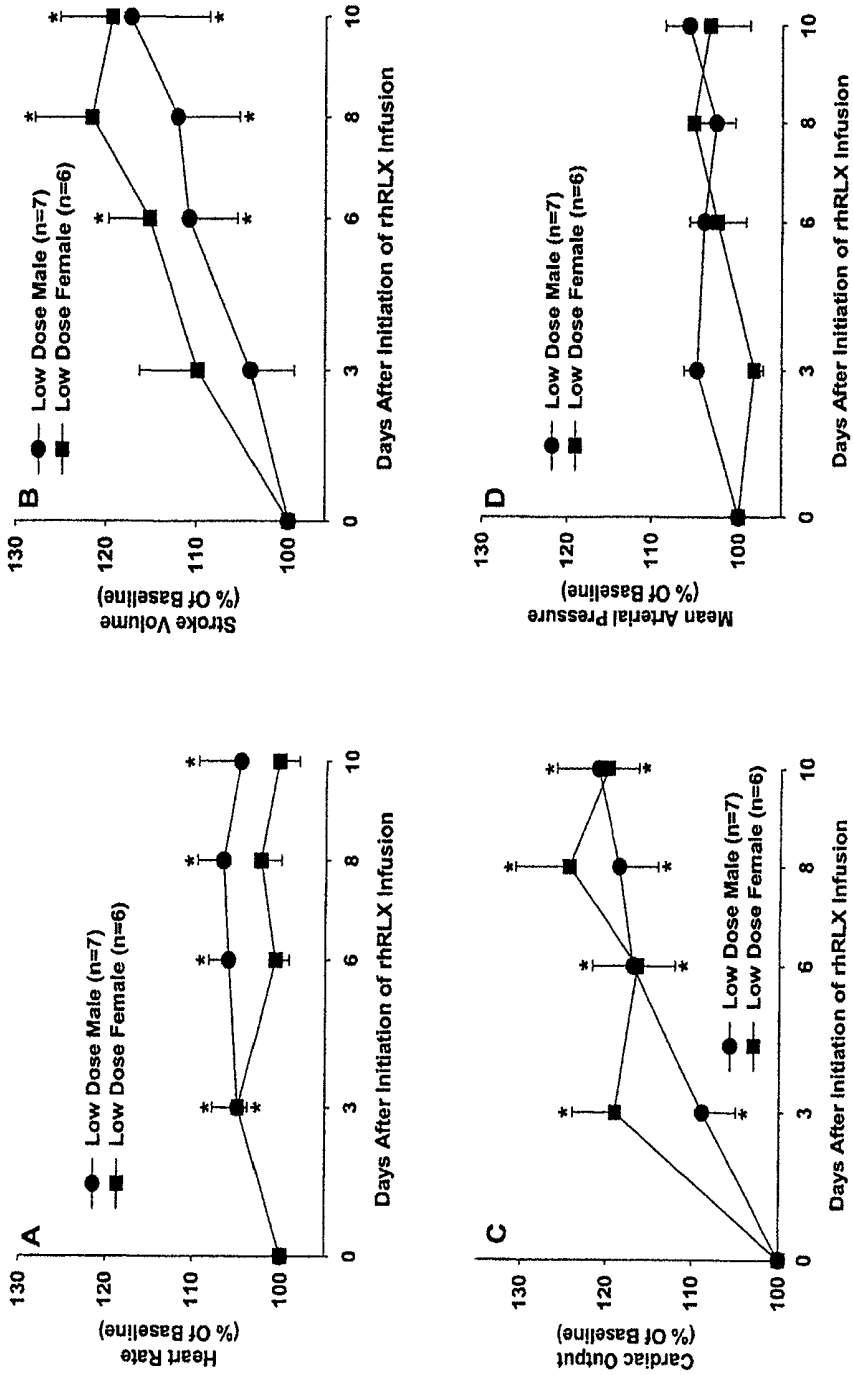 A
Low Dose Male (n=7)
Low Dose Female (n=6)
Heart Rate
(% Of Baseline)
130
120
110
100
0
3
6
8
10
* * * * *
Days After Initiation of rhRLX Infusion
B
Low Dose Male (n=7)
Low Dose Female (n=6)
Stroke Volume
(% Of Baseline)
130
120
110
100
0
3
6
8
10
* * * * * *
Days After Initiation of rhRLX Infusion
C
Low Dose Male (n=7)
Low Dose Female (n=6)
Cardiac Output
(% Of Baseline)
130
120
110
100
0
3
6
8
10
* * * * * * * *
Days After Initiation of rhRLX Infusion
D
Low Dose Male (n=7)
Low Dose Female (n=6)
Mean Arterial Pressure
(% Of Baseline)
130
120
110
100
0
3
6
8
10
Days After Initiation of rhRLX Infusion